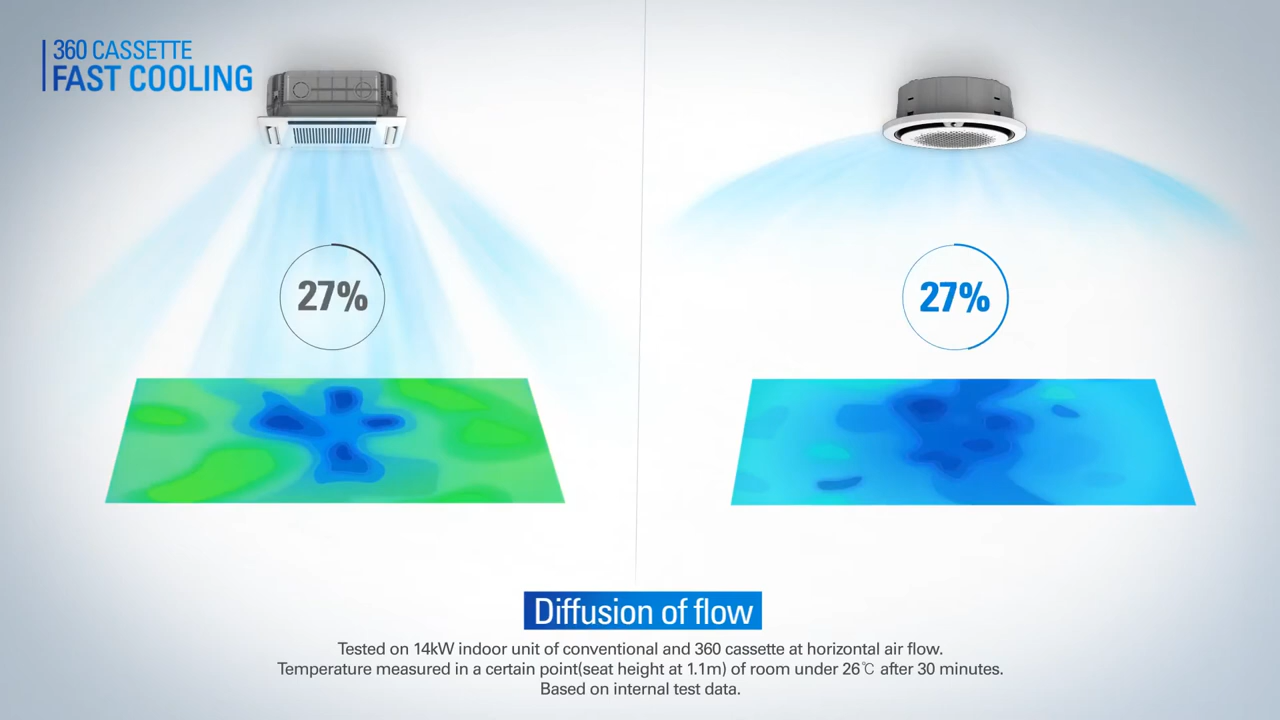 360 CASSETTE
FAST COOLING
27%
27%
Diffusion of flow
Tested on 14kW indoor unit of conventional and 360 cassette at horizontal air flow.
Temperature measured in a certain point(seat height at 1.1m) of room under 26℃ after 30 minutes.
Based on internal test data.